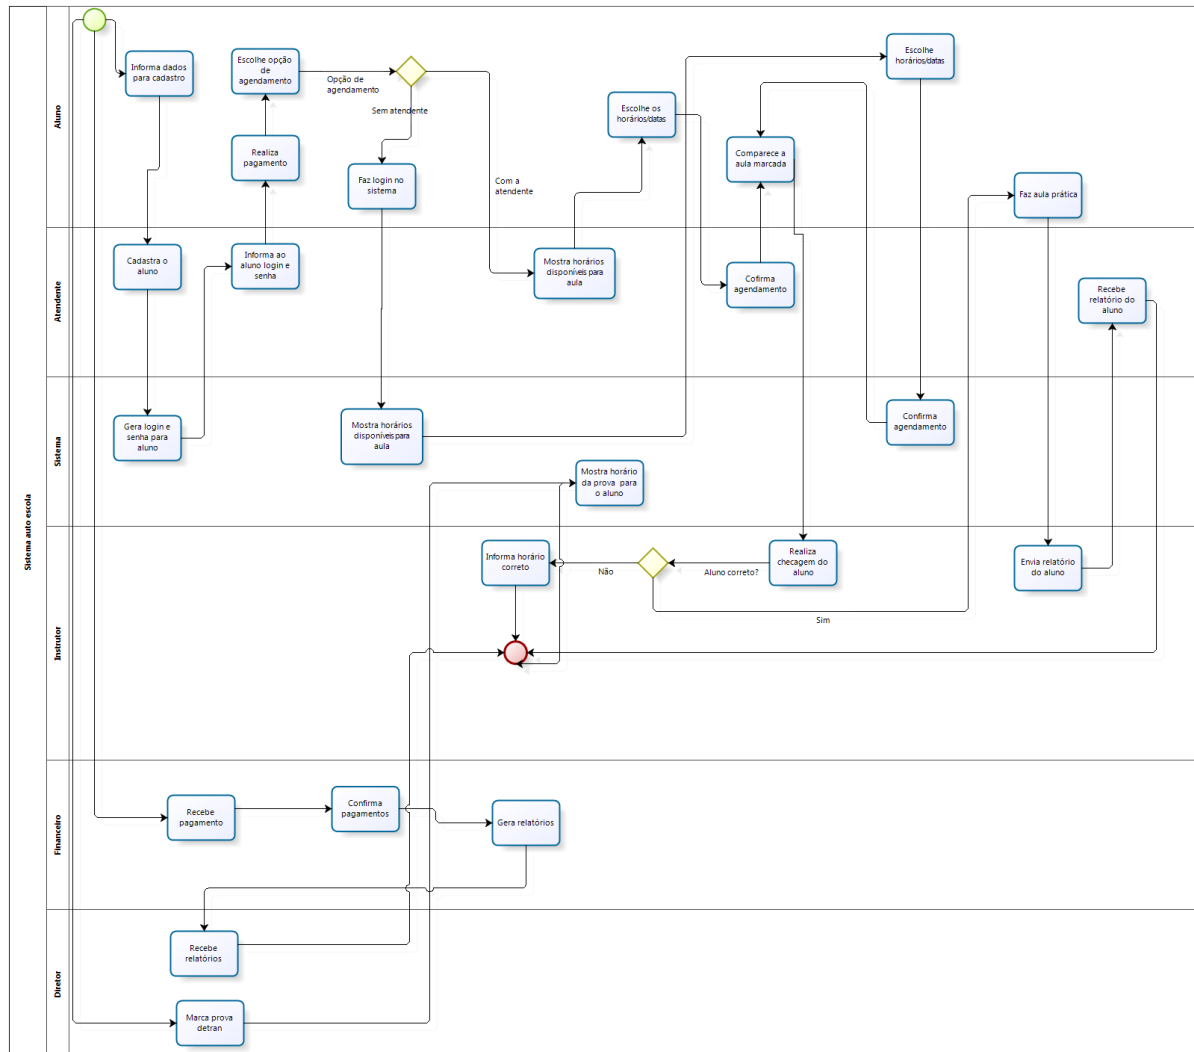 Sistema auto escola
Aluno
Informa dados
para cadastro
Escolhe opção
de
agendamento
Opção de
agendamento
Sem atendente
Realiza
pagamento
Faz login no
sistema
Com a
atendente
Escolhe os
horários/datas
Comparece a
aula marcada
Escolhe
horários/datas
Faz aula prática
Atendente
Cadastra o
aluno
Informa ao
aluno login e
senha
Mostra horários
disponíveis para
aula
Cofirma
agendamento
Recebe
relatório do
aluno
Sistema
Gera login e
senha para
aluno
Mostra horários
disponíveis para
aula
Mostra horário
da prova para
o aluno
Confirma
agendamento
Instrutor
Informa horário
correto
Não
Aluno correto?
Realiza
checagem do
aluno
Sim
Envia relatório
do aluno
Financeiro
Recebe
pagamento
Confirma
pagamentos
Gera relatórios
Diretor
Recebe
relatórios
Marca prova
detran